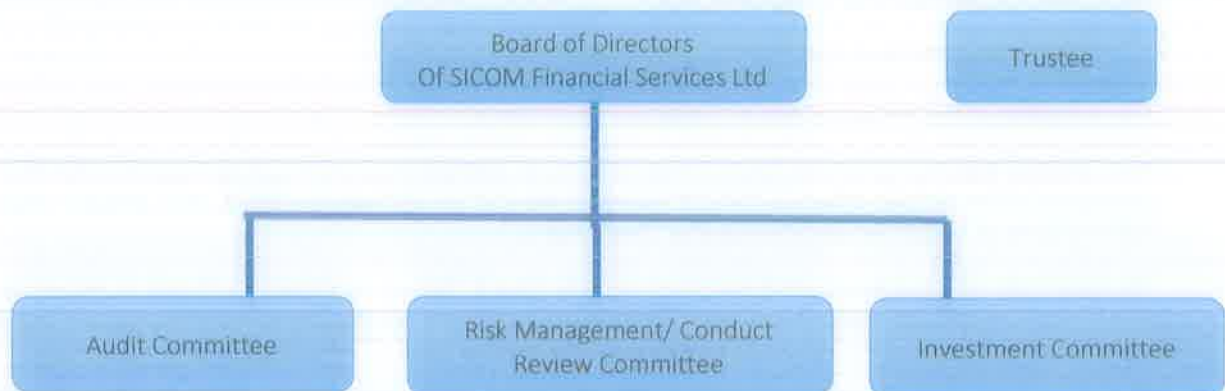 Board of Directors
Of SICOM Financial Services Ltd
Trustee
Audit Committee
Risk Management/ Conduct
Review Committee
Investment Committee